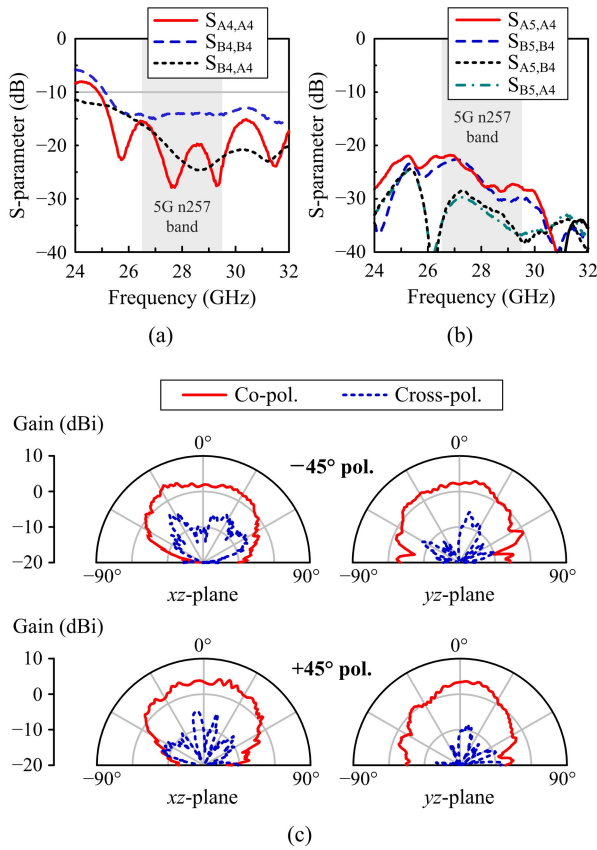 S_A4,A4
S_B4,B4
S_B4,A4
S-parameter (dB)
0
−10
−20
−30
−40
5G n257
band
24 26 28 30 32
Frequency (GHz)
(a)
S_A5,A4
S_B5,B4
S_A5,B4
S_B5,A4
S-parameter (dB)
0
−10
−20
−30
−40
5G n257
band
24 26 28 30 32
Frequency (GHz)
(b)
Co-pol. Cross-pol.
Gain (dBi)
10
0
−10
−20
0°
−90° 90°
xz-plane
−45° pol.
0°
−90° 90°
yz-plane
Gain (dBi)
10
0
−10
−20
0°
−90° 90°
xz-plane
+45° pol.
0°
−90° 90°
yz-plane
(c)